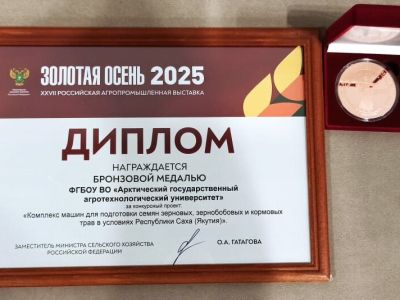 ЗОЛОТАЯ ОСЕНЬ 2025
XXVII РОССИЙСКАЯ АГРОПРОМЫШЛЕННАЯ ВЫСТАВКА
ДИПЛОМ
НАГРАЖДАЕТСЯ
БРОНЗОВОЙ МЕДАЛЬЮ
ФГБОУ ВО «Арктический государственный
агротехнологический университет»
за конкурсный проект:
«Комплекс машин для подготовки семян зерновых, зернобобовых и кормовых
трав в условиях Республики Саха (Якутия)».
ЗАМЕСТИТЕЛЬ МИНИСТРА СЕЛЬСКОГО ХОЗЯЙСТВА
РОССИЙСКОЙ ФЕДЕРАЦИИ
О.А. ГАТАГОВА